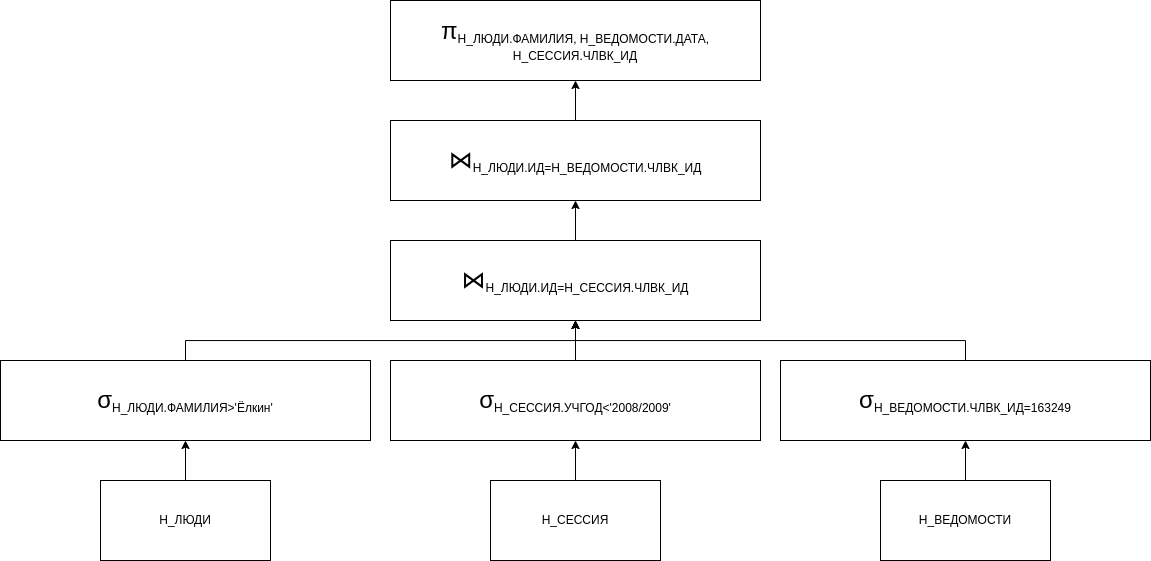 πН_ЛЮДИ.ФАМИЛИЯ, Н_ВЕДОМОСТИ.ДАТА,
Н_СЕССИЯ.ЧЛВК_ИД
⋈Н_ЛЮДИ.ИД=Н_ВЕДОМОСТИ.ЧЛВК_ИД
⋈Н_ЛЮДИ.ИД=Н_СЕССИЯ.ЧЛВК_ИД
σН_ЛЮДИ.ФАМИЛИЯ>'Ёлкин'
σН_СЕССИЯ.УЧГОД<'2008/2009'
σН_ВЕДОМОСТИ.ЧЛВК_ИД=163249
Н_ЛЮДИ
Н_СЕССИЯ
Н_ВЕДОМОСТИ